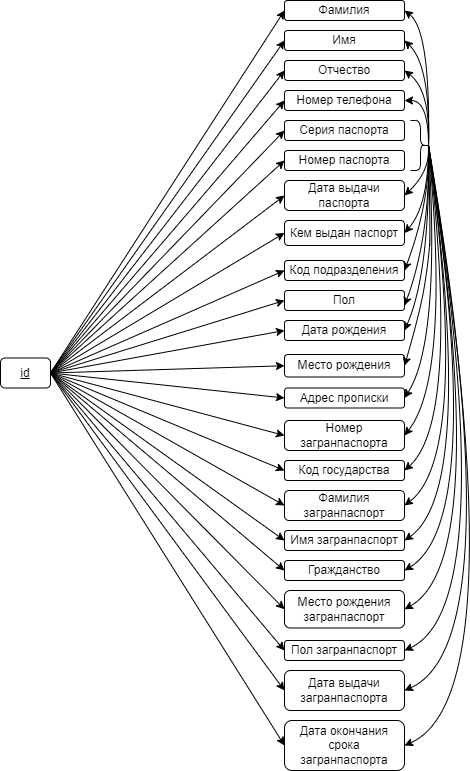 Фамилия
Имя
Отчество
Номер телефона
Серия паспорта
Номер паспорта
Дата выдачи
паспорта
Кем выдан паспорт
Код подразделения
Пол
Дата рождения
id
Место рождения
Адрес прописки
Номер
загранпаспорта
Код государства
Фамилия
загранпаспорт
Имя загранпаспорт
Гражданство
Место рождения
загранпаспорт
Пол загранпаспорт
Дата выдачи
загранпаспорта
Дата окончания
срока
загранпаспорта